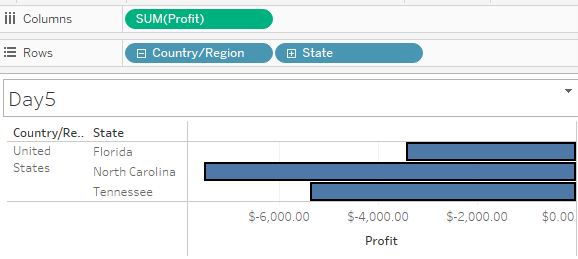 Columns SUM(Profit)
Rows Country/Region State
Day5
Country/Re.. State
United Florida
States North Carolina
Tennessee
$-6,000.00 $-4,000.00 $-2,000.00 $0.00
Profit